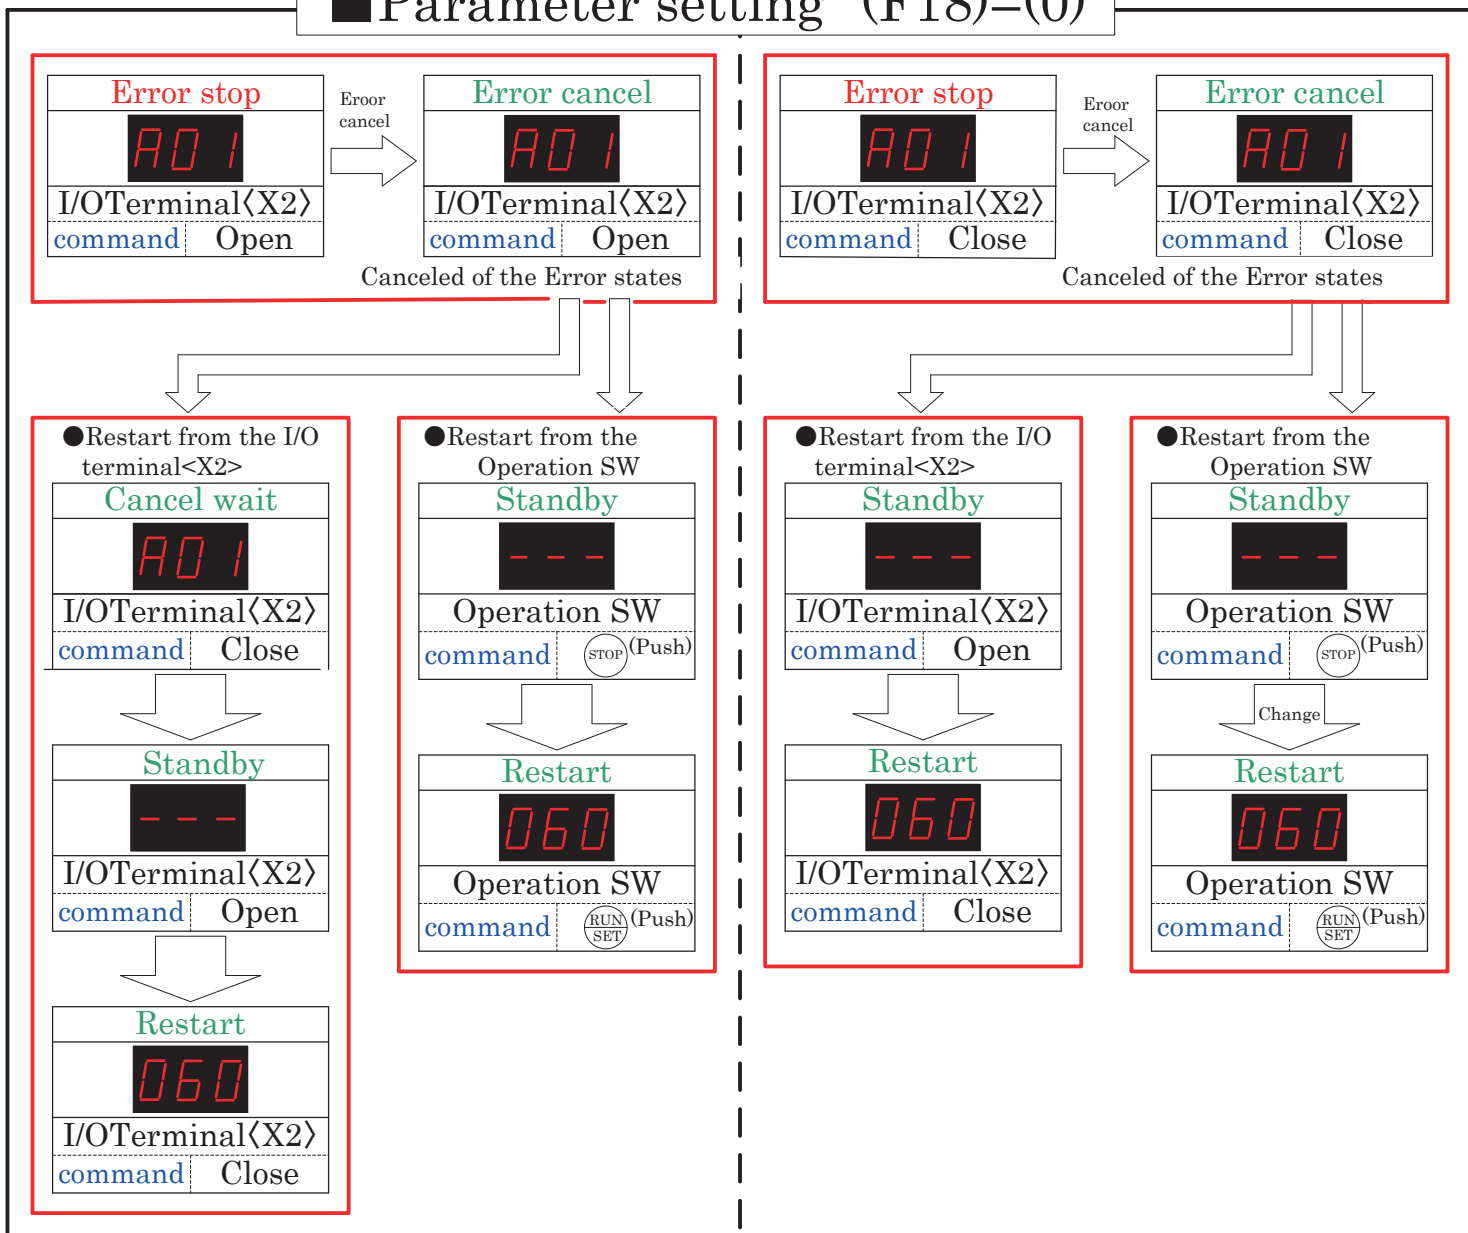 ■Parameter setting (F18)−(0)
Error stop
A01
I/OTerminal〈X2〉
command Open
Eroor
cancel
Error cancel
A01
I/OTerminal〈X2〉
command Open
Canceled of the Error states
●Restart from the I/O
terminal<X2>
Cancel wait
A01
I/OTerminal〈X2〉
command Close
Standby
---
I/OTerminal〈X2〉
command Open
Restart
060
I/OTerminal〈X2〉
command Close
●Restart from the
Operation SW
Standby
---
Operation SW
command STOP (Push)
Restart
060
Operation SW
command RUN
SET (Push)
Error stop
A01
I/OTerminal〈X2〉
command Close
Eroor
cancel
Error cancel
A01
I/OTerminal〈X2〉
command Close
Canceled of the Error states
●Restart from the I/O
terminal<X2>
Standby
---
I/OTerminal〈X2〉
command Open
Restart
060
I/OTerminal〈X2〉
command Close
●Restart from the
Operation SW
Standby
---
Operation SW
command STOP (Push)
Change
Restart
060
Operation SW
command RUN
SET (Push)